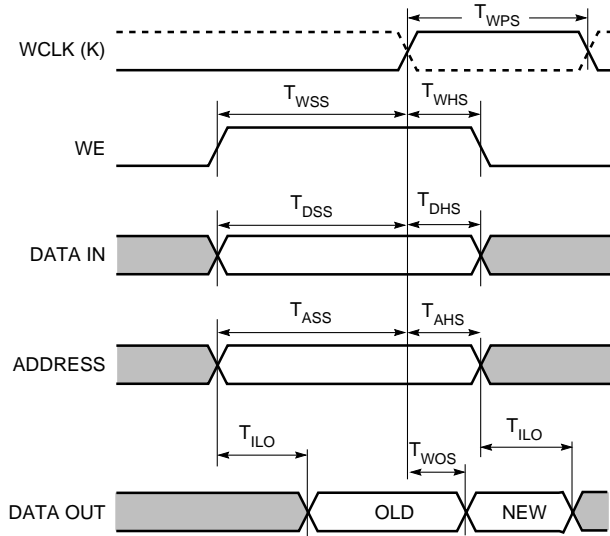 T_WPS
WCLK (K)
T_WSS T_WHS
WE
T_DSS T_DHS
DATA IN
T_ASS T_AHS
ADDRESS
T_ILO T_WOS T_ILO
DATA OUT OLD NEW